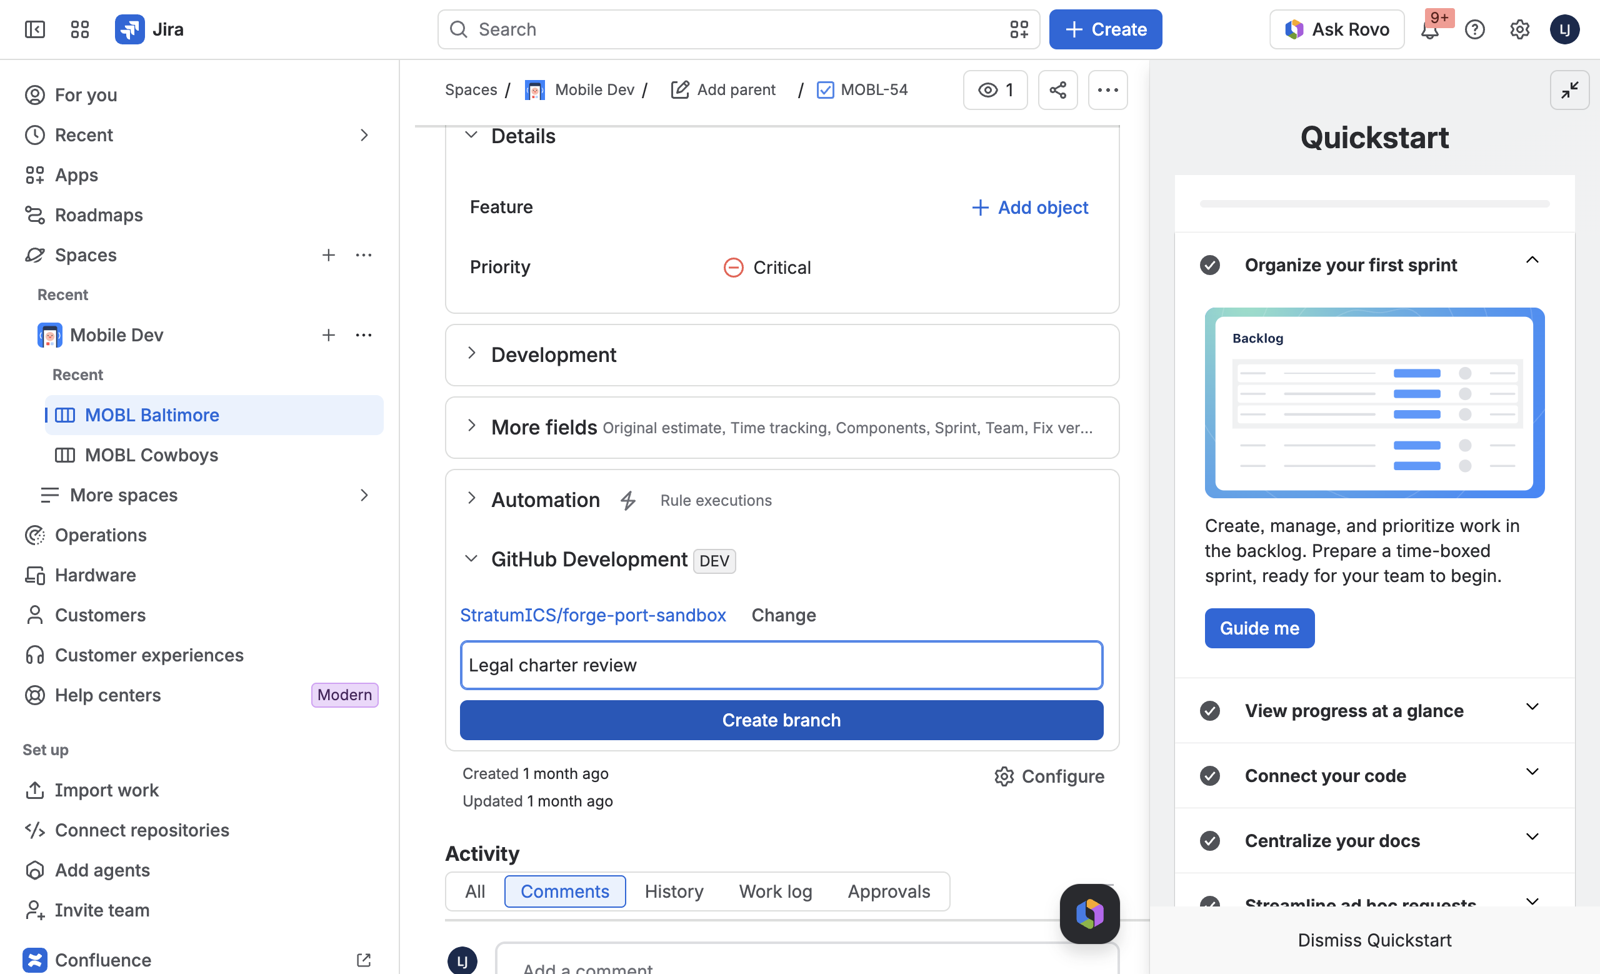 Jira
Search
Create
Ask Rovo
9+
LJ
For you
Recent
Apps
Roadmaps
Spaces
Recent
Mobile Dev
Recent
MOBL Baltimore
MOBL Cowboys
More spaces
Operations
Hardware
Customers
Customer experiences
Help centers
Modern
Set up
Import work
Connect repositories
Add agents
Invite team
Confluence
Spaces / Mobile Dev / Add parent / MOBL-54
1
Details
Feature
Add object
Priority
Critical
Development
More fields Original estimate, Time tracking, Components, Sprint, Team, Fix ver...
Automation Rule executions
GitHub Development DEV
StratumICS/forge-port-sandbox Change
Legal charter review
Create branch
Created 1 month ago
Configure
Updated 1 month ago
Activity
All Comments History Work log Approvals
LJ
Add a comment
Quickstart
Organize your first sprint
Backlog
Create, manage, and prioritize work in
the backlog. Prepare a time-boxed
sprint, ready for your team to begin.
Guide me
View progress at a glance
Connect your code
Centralize your docs
Streamline ad hoc requests
Dismiss Quickstart